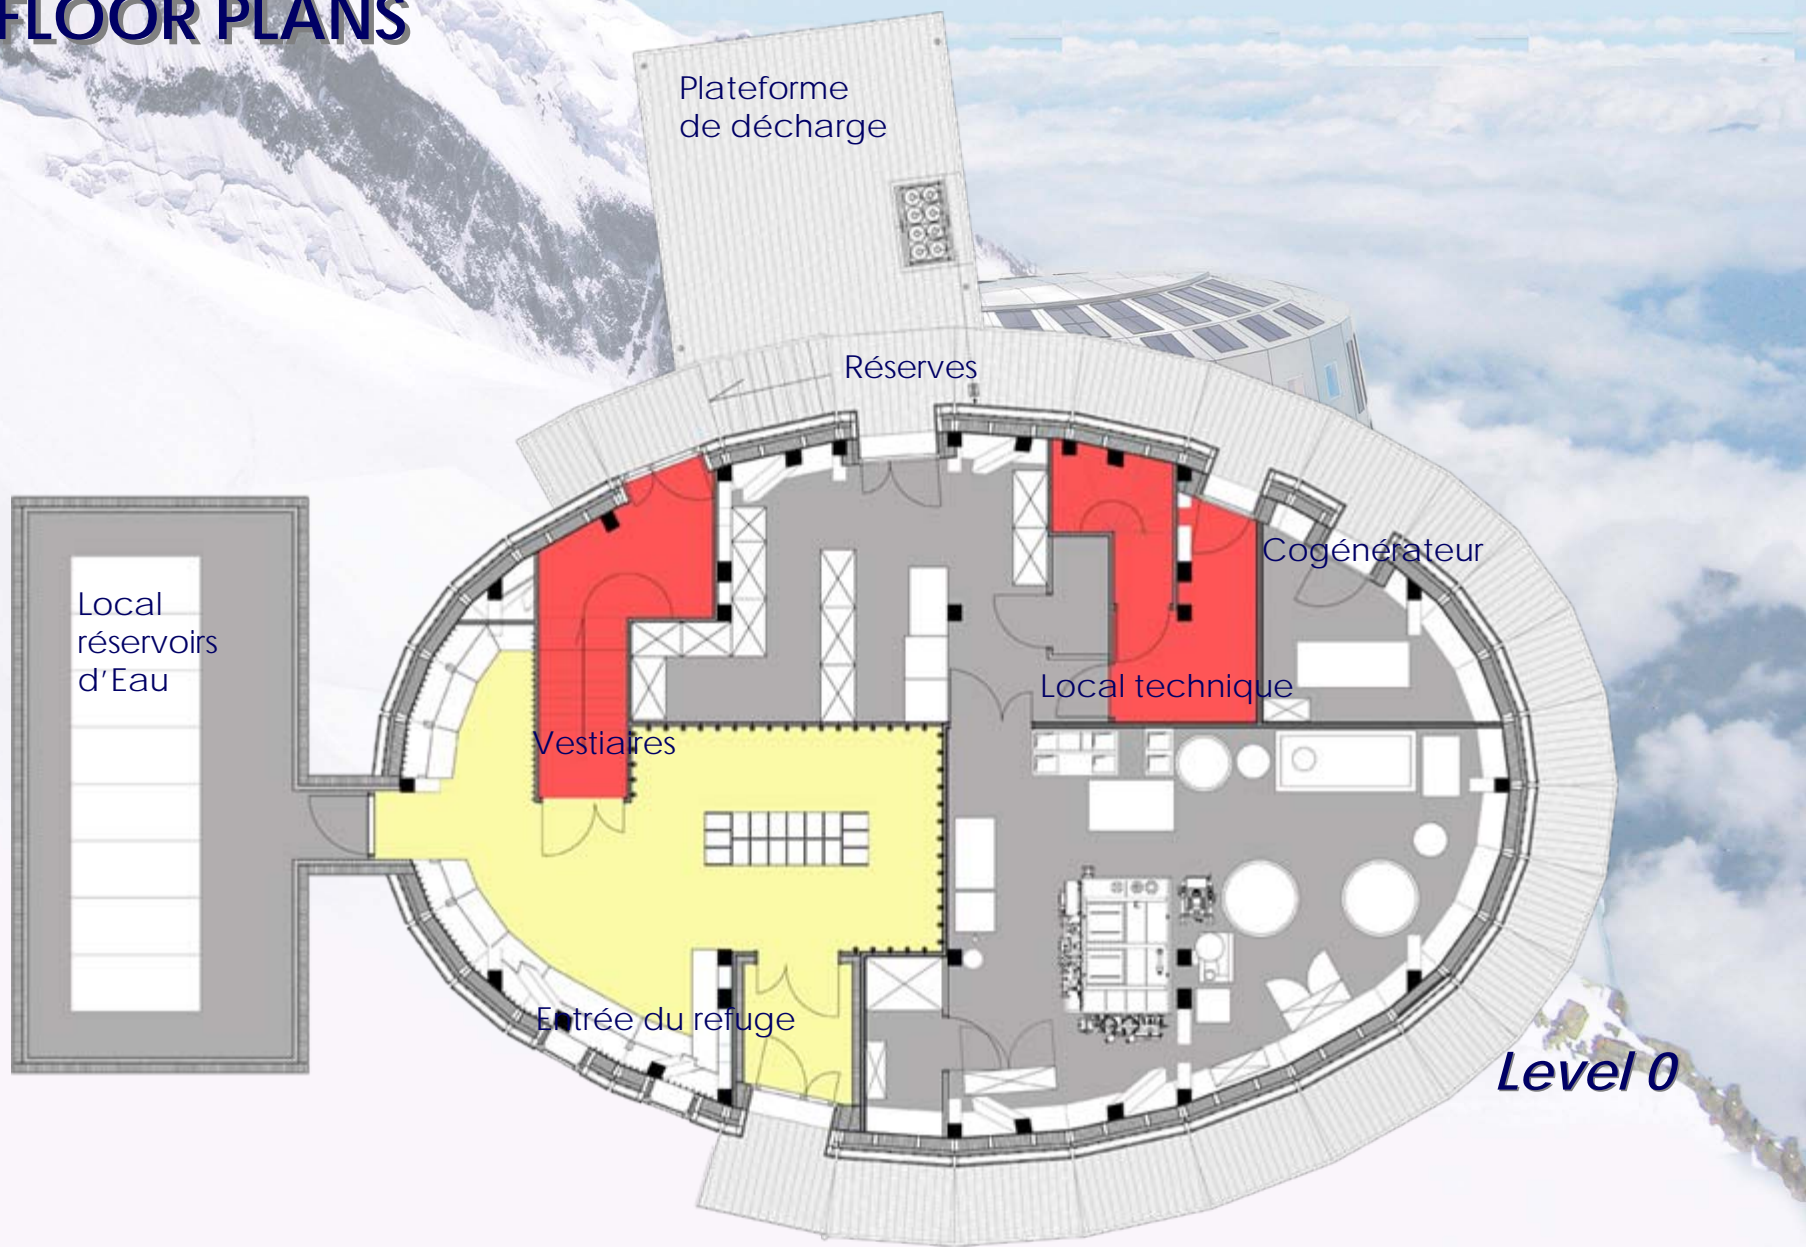 FLOOR PLANS
Plateforme
de décharge
Réserves
Cogénérateur
Local
réservoirs
d'Eau
Local technique
Vestiaires
Entrée du refuge
Level 0